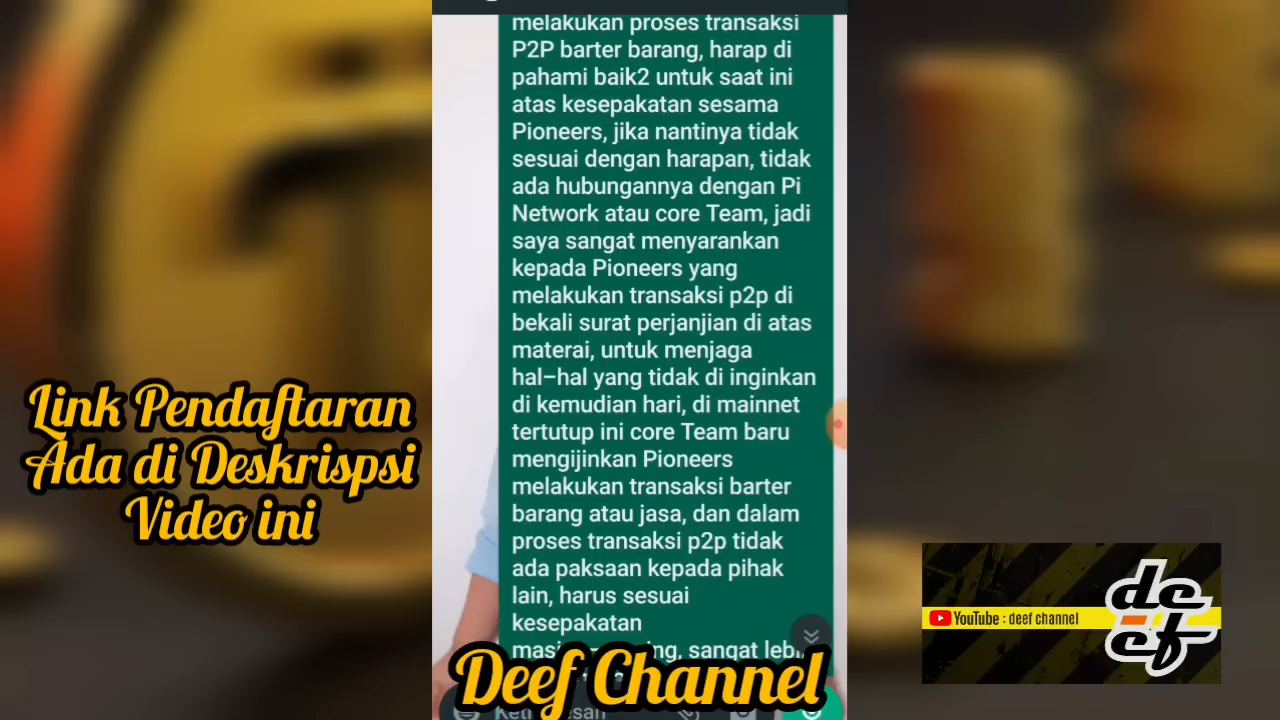 melakukan proses transaksi
P2P barter barang, harap di
pahami baik2 untuk saat ini
atas kesepakatan sesama
Pioneers, jika nantinya tidak
sesuai dengan harapan, tidak
ada hubungannya dengan Pi
Network atau core Team, jadi
saya sangat menyarankan
kepada Pioneers yang
melakukan transaksi p2p di
bekali surat perjanjian di atas
materai, untuk menjaga
hal-hal yang tidak di inginkan
di kemudian hari, di mainnet
tertutup ini core Team baru
mengijinkan Pioneers
melakukan transaksi barter
barang atau jasa, dan dalam
proses transaksi p2p tidak
ada paksaan kepada pihak
lain, harus sesuai
kesepakatan
sangat
Link Pendaftaran
Ada di Deskrispsi
Video ini
Deef Channel
YouTube : deef channel
de
ef